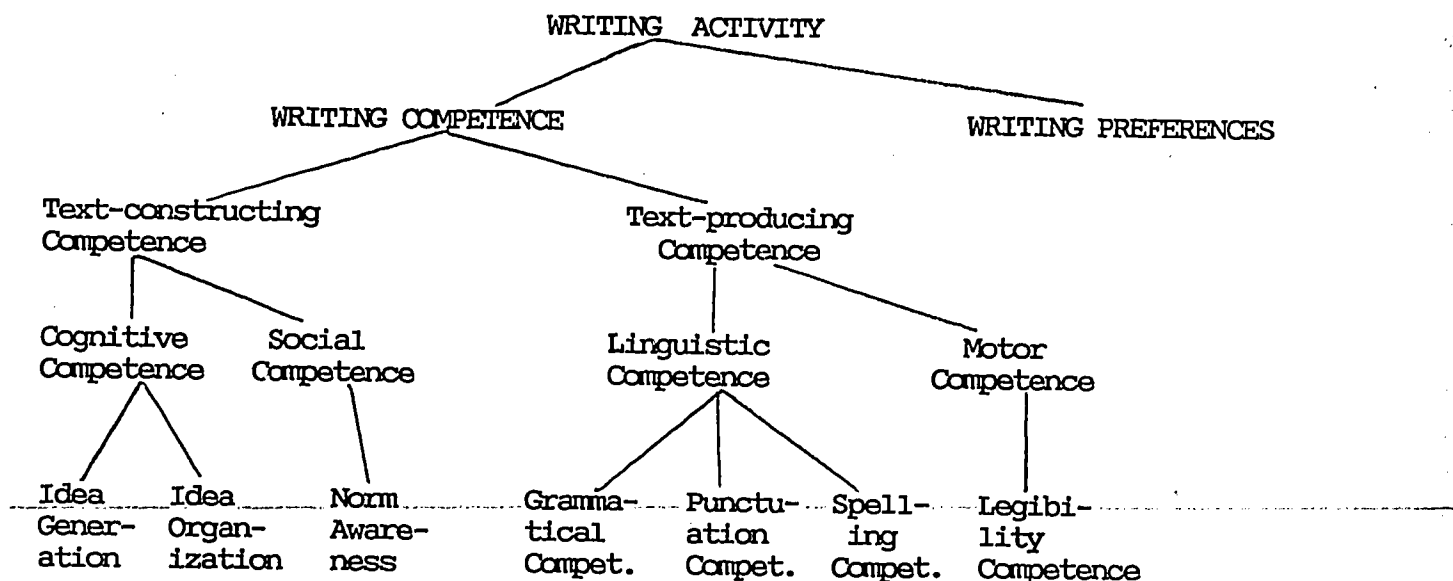 WRITING ACTIVITY
WRITING COMPETENCE
WRITING PREFERENCES
Text-constructing
Competence
Text-producing
Competence
Cognitive
Competence
Social
Competence
Linguistic
Competence
Motor
Competence
Idea
Gener-
ation
Idea
Organ-
ization
Norm
Aware-
ness
Gramma-
tical
Compet.
Punctu-
ation
Compet.
Spell-
ing
Compet.
Legibi-
lity
Competence